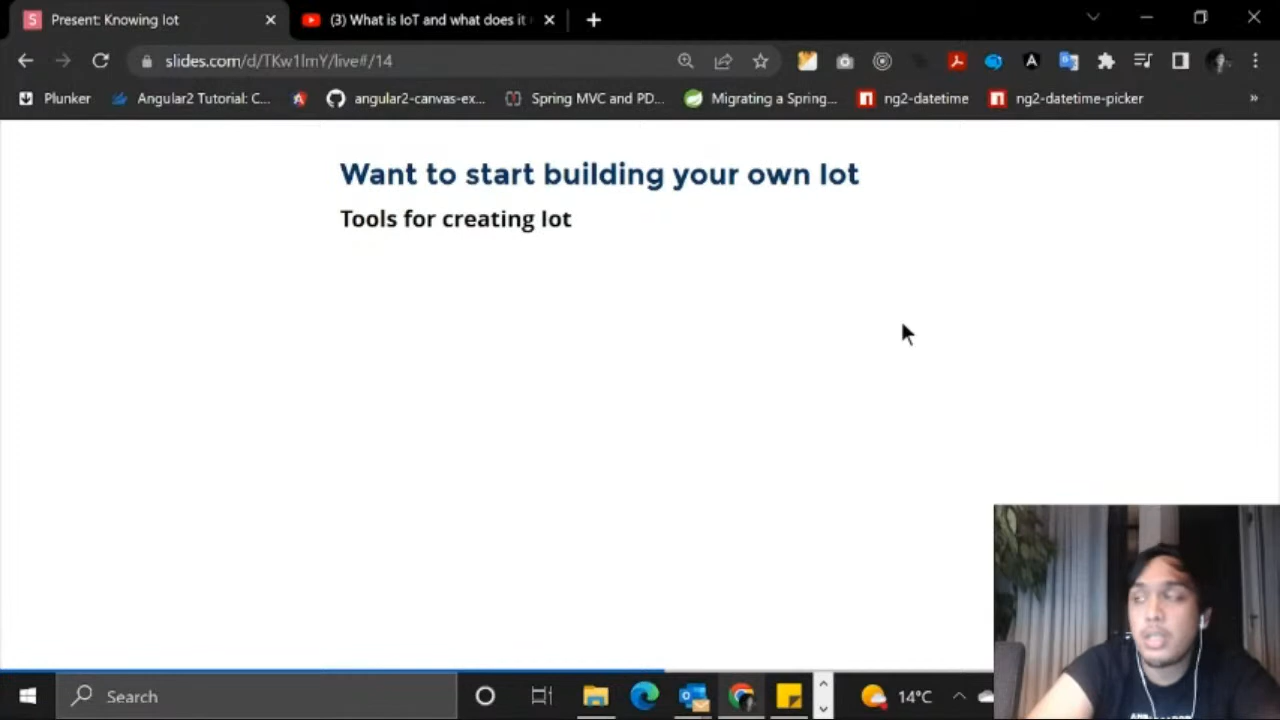 Present: Knowing Iot
(3) What is IoT and what does it
slides.com/d/TKw1lmY/live#/14
Plunker
Angular2 Tutorial: C...
angular2-canvas-ex...
Spring MVC and PD...
Migrating a Spring...
ng2-datetime
ng2-datetime-picker
Want to start building your own Iot
Tools for creating Iot
Search
14°C